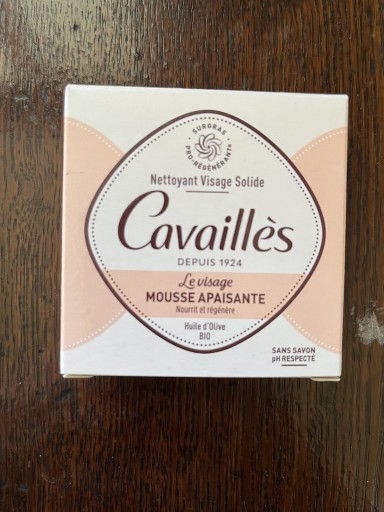 SURGRAS
PRO-RÉGÉNÉRANT
Nettoyant Visage Solide
Cavaillès
DEPUIS 1924
Le visage
MOUSSE APAISANTE
Nourrit et régénère
Huile d'Olive
BIO
SANS SAVON
pH RESPECTÉ